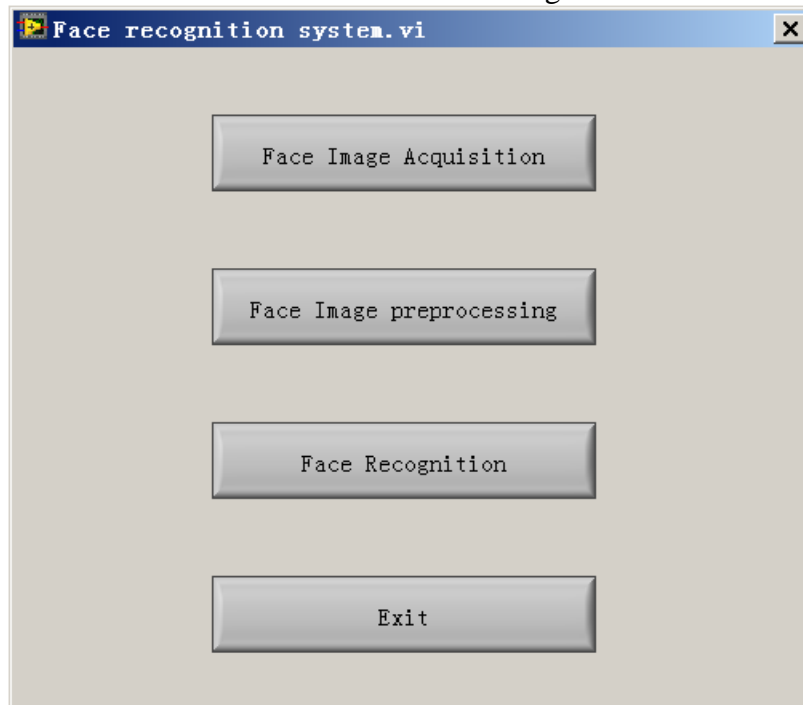 Face recognition system.vi
Face Image Acquisition
Face Image preprocessing
Face Recognition
Exit